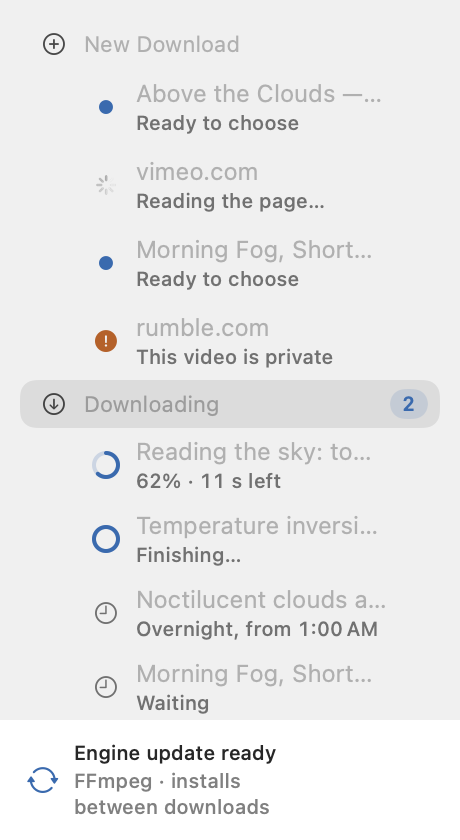 New Download
Above the Clouds —…
Ready to choose
vimeo.com
Reading the page…
Morning Fog, Short…
Ready to choose
rumble.com
This video is private
Downloading
2
Reading the sky: to…
62% · 11 s left
Temperature inversi…
Finishing…
Noctilucent clouds a…
Overnight, from 1:00 AM
Morning Fog, Short…
Waiting
Engine update ready
FFmpeg · installs
between downloads